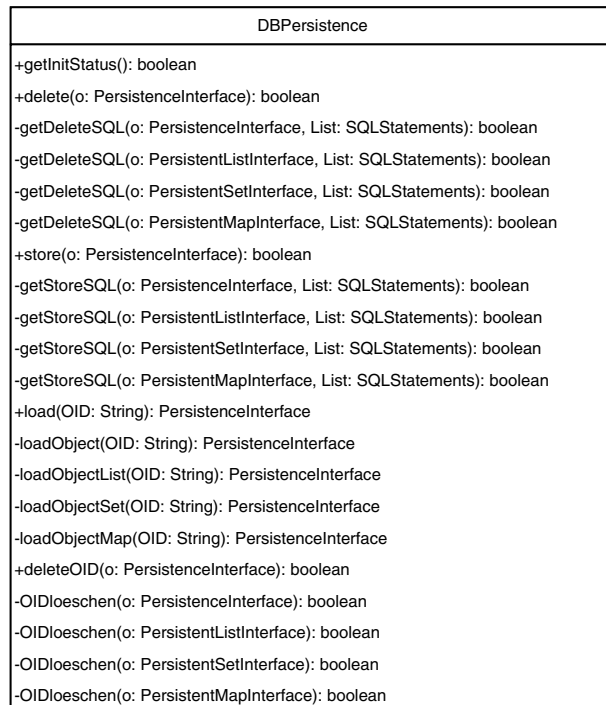 DBPersistence
+getInitStatus(): boolean
+delete(o: PersistenceInterface): boolean
-getDeleteSQL(o: PersistenceInterface, List: SQLStatements): boolean
-getDeleteSQL(o: PersistentListInterface, List: SQLStatements): boolean
-getDeleteSQL(o: PersistentSetInterface, List: SQLStatements): boolean
-getDeleteSQL(o: PersistentMapInterface, List: SQLStatements): boolean
+store(o: PersistenceInterface): boolean
-getStoreSQL(o: PersistenceInterface, List: SQLStatements): boolean
-getStoreSQL(o: PersistentListInterface, List: SQLStatements): boolean
-getStoreSQL(o: PersistentSetInterface, List: SQLStatements): boolean
-getStoreSQL(o: PersistentMapInterface, List: SQLStatements): boolean
+load(OID: String): PersistenceInterface
-loadObject(OID: String): PersistenceInterface
-loadObjectList(OID: String): PersistenceInterface
-loadObjectSet(OID: String): PersistenceInterface
-loadObjectMap(OID: String): PersistenceInterface
+deleteOID(o: PersistenceInterface): boolean
-OIDloeschen(o: PersistenceInterface): boolean
-OIDloeschen(o: PersistentListInterface): boolean
-OIDloeschen(o: PersistentSetInterface): boolean
-OIDloeschen(o: PersistentMapInterface): boolean